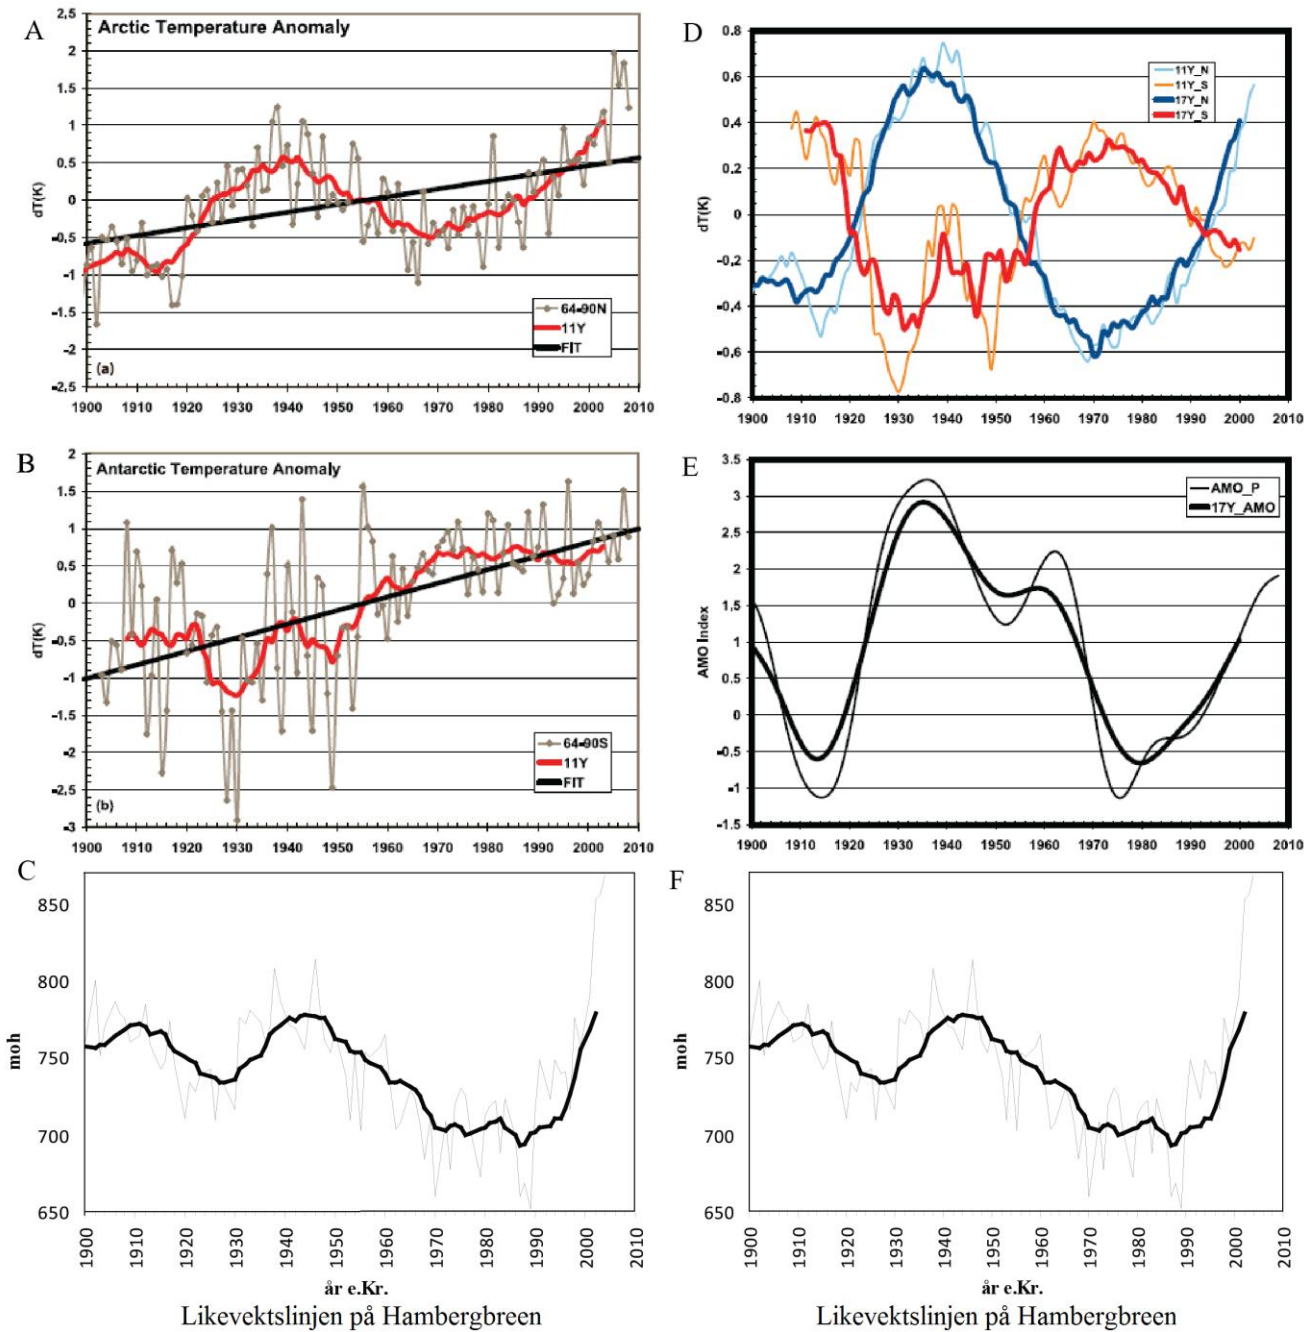 A
Arctic Temperature Anomaly
2,5
2
1,5
1
0,5
0
-0,5
-1
-1,5
-2
-2,5
dT(K)
64-90N
11Y
FIT
(a)
1900 1910 1920 1930 1940 1950 1960 1970 1980 1990 2000 2010
B
Antarctic Temperature Anomaly
2
1,5
1
0,5
0
-0,5
-1
-1,5
-2
-2,5
-3
dT(K)
64-90S
11Y
FIT
(b)
1900 1910 1920 1930 1940 1950 1960 1970 1980 1990 2000 2010
C
850
800
750
700
650
moh
1900 1910 1920 1930 1940 1950 1960 1970 1980 1990 2000 2010
år e.Kr.
Likevektslinjen på Hambergbreen
D
0,8
0,6
0,4
0,2
0
-0,2
-0,4
-0,6
-0,8
dT(K)
11Y_N
11Y_S
17Y_N
17Y_S
1900 1910 1920 1930 1940 1950 1960 1970 1980 1990 2000 2010
E
3.5
3
2.5
2
1.5
1
0.5
0
-0.5
-1
-1.5
AMO Index
AMO_P
17Y_AMO
1900 1910 1920 1930 1940 1950 1960 1970 1980 1990 2000 2010
F
850
800
750
700
650
moh
1900 1910 1920 1930 1940 1950 1960 1970 1980 1990 2000 2010
år e.Kr.
Likevektslinjen på Hambergbreen